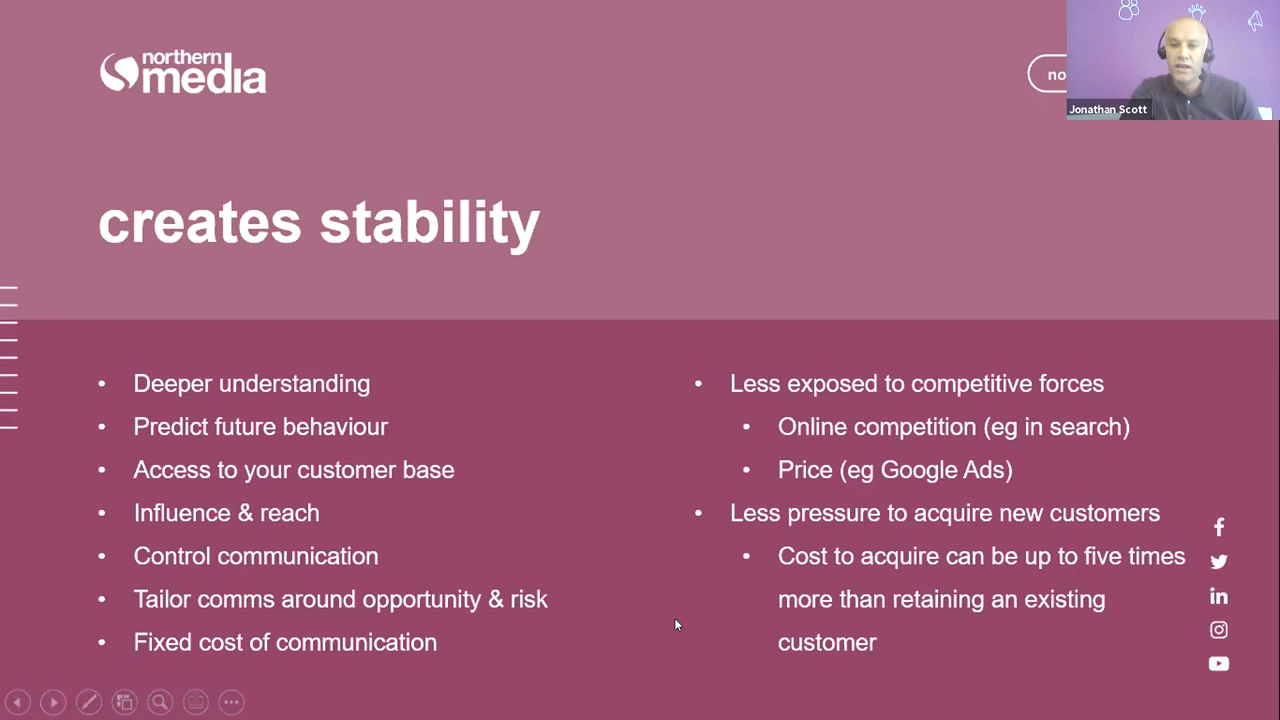 northern
media
no
Jonathan Scott
creates stability
• Deeper understanding
• Predict future behaviour
• Access to your customer base
• Influence & reach
• Control communication
• Tailor comms around opportunity & risk
• Fixed cost of communication
• Less exposed to competitive forces
• Online competition (eg in search)
• Price (eg Google Ads)
• Less pressure to acquire new customers
• Cost to acquire can be up to five times
more than retaining an existing
customer